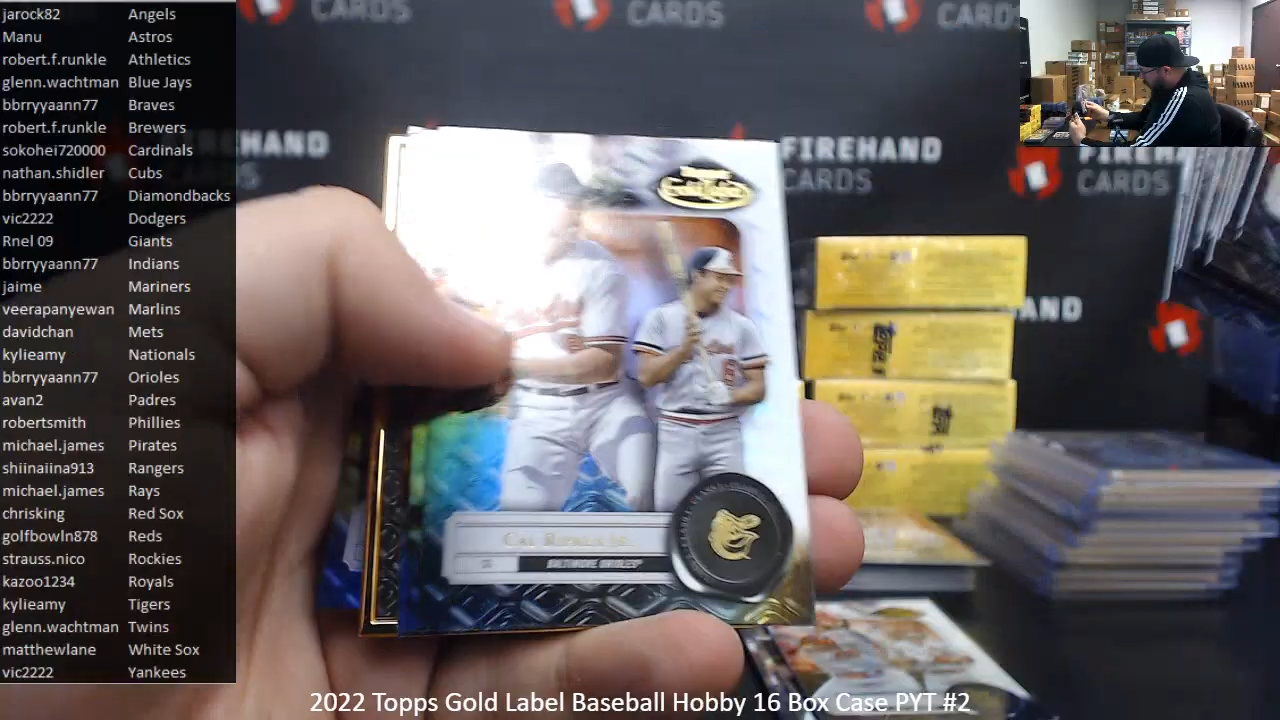 jarock82 Angels
Manu Astros
robert.f.runkle Athletics
glenn.wachtman Blue Jays
bbrryyaann77 Braves
robert.f.runkle Brewers
sokohei720000 Cardinals
nathan.shidler Cubs
bbrryyaann77 Diamondbacks
vic2222 Dodgers
Rnel 09 Giants
bbrryyaann77 Indians
jaime Mariners
veerapanyewan Marlins
davidchan Mets
kylieamy Nationals
bbrryyaann77 Orioles
avan2 Padres
robertsmith Phillies
michael.james Pirates
shiinaiina913 Rangers
michael.james Rays
chrisking Red Sox
golfbowln878 Reds
strauss.nico Rockies
kazoo1234 Royals
kylieamy Tigers
glenn.wachtman Twins
matthewlane White Sox
vic2222 Yankees
CARDS
CARDS
CARD
FIREHAND
CARDS
FIREHAND
CARDS
Gold Label
CAL RIPKEN JR.
BALTIMORE ORIOLES
2022 Topps Gold Label Baseball Hobby 16 Box Case PYT #2